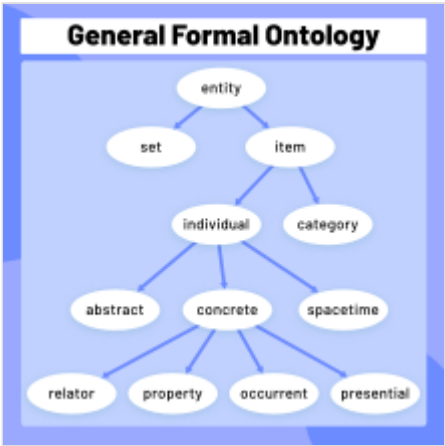 General Formal Ontology
entity
set item
individual category
abstract concrete spacetime
relator property occurrent presential